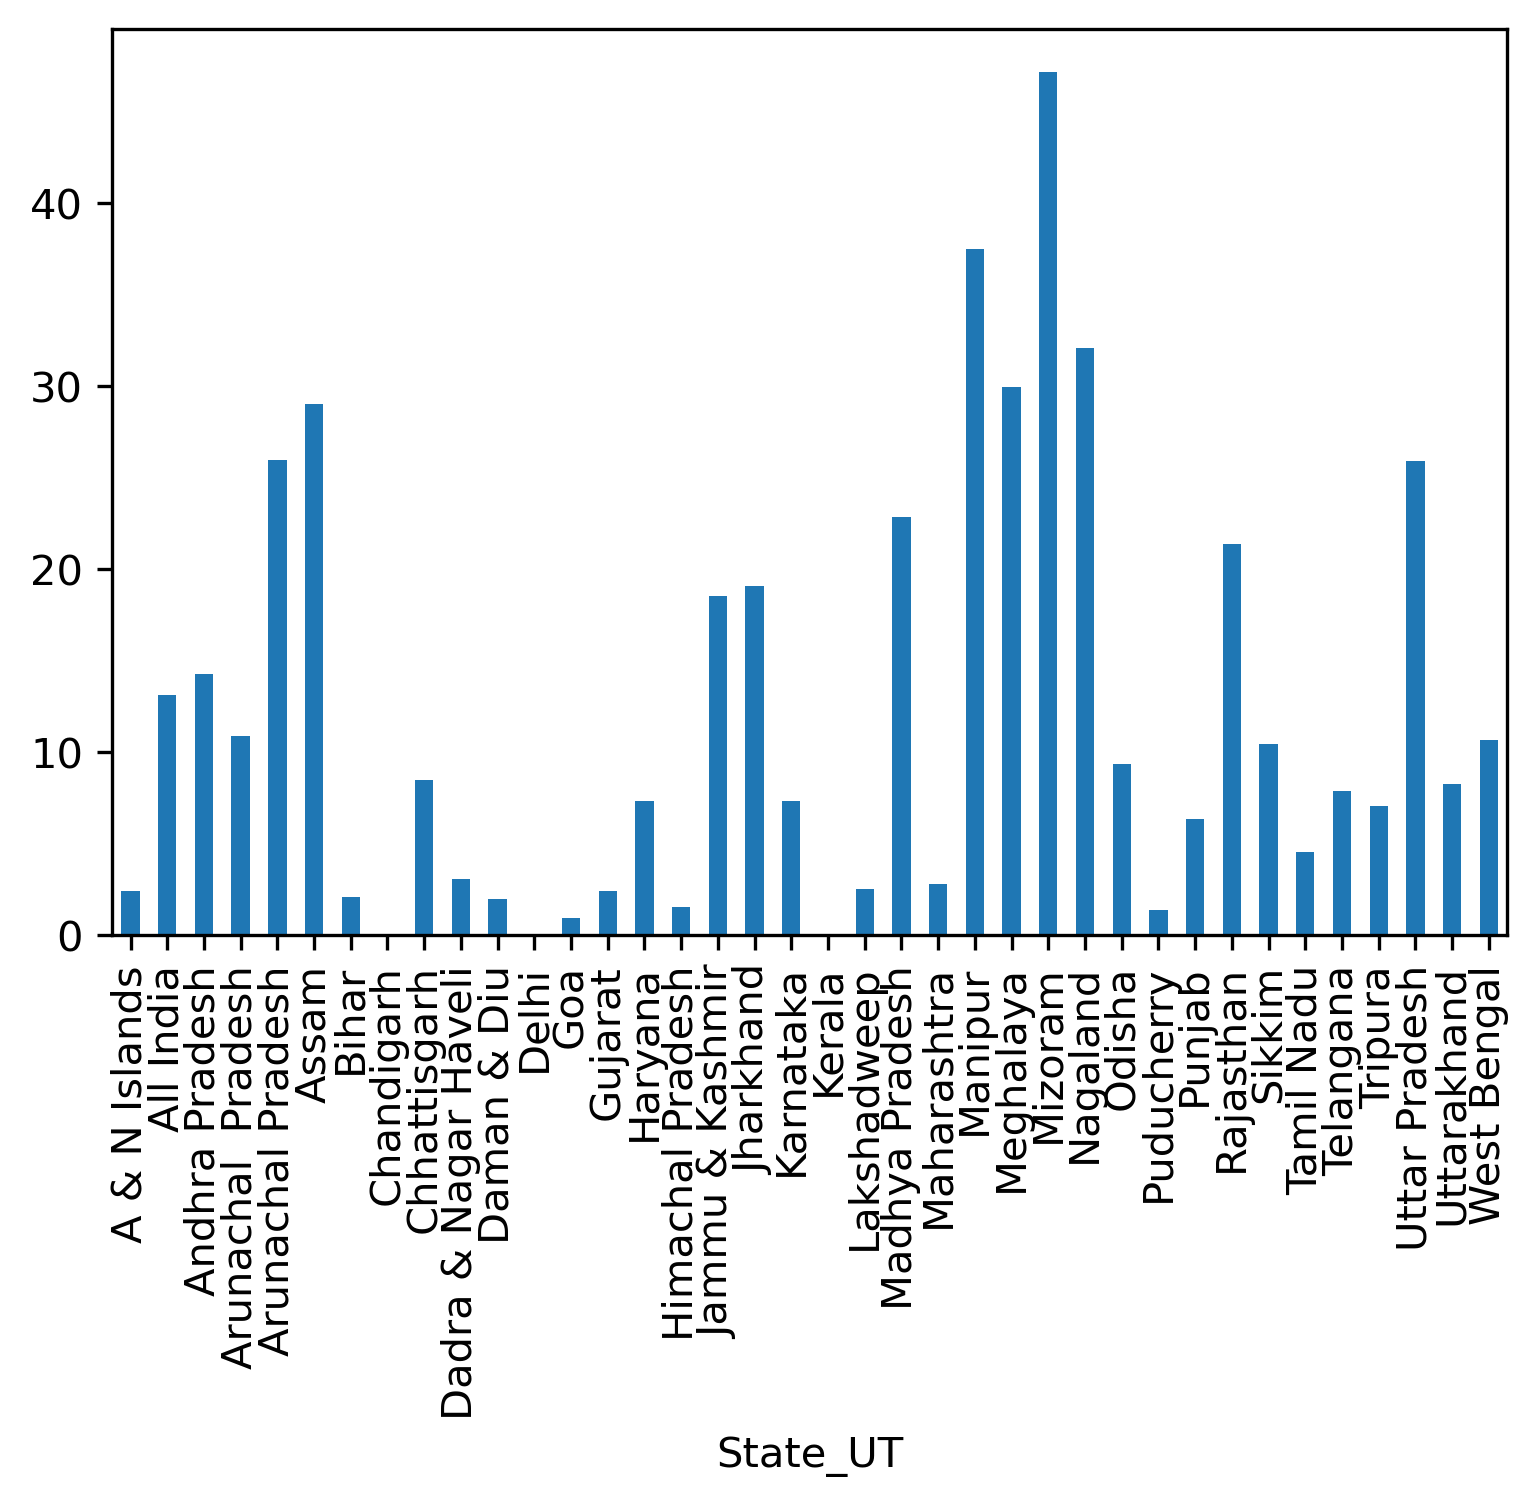 40
30
20
10
0
A & N Islands
All India
Andhra Pradesh
Arunachal  Pradesh
Arunachal Pradesh
Assam
Bihar
Chandigarh
Chhattisgarh
Dadra & Nagar Haveli
Daman & Diu
Delhi
Goa
Gujarat
Haryana
Himachal Pradesh
Jammu & Kashmir
Jharkhand
Karnataka
Kerala
Lakshadweep
Madhya Pradesh
Maharashtra
Manipur
Meghalaya
Mizoram
Nagaland
Odisha
Puducherry
Punjab
Rajasthan
Sikkim
Tamil Nadu
Telangana
Tripura
Uttar Pradesh
Uttarakhand
West Bengal
State_UT